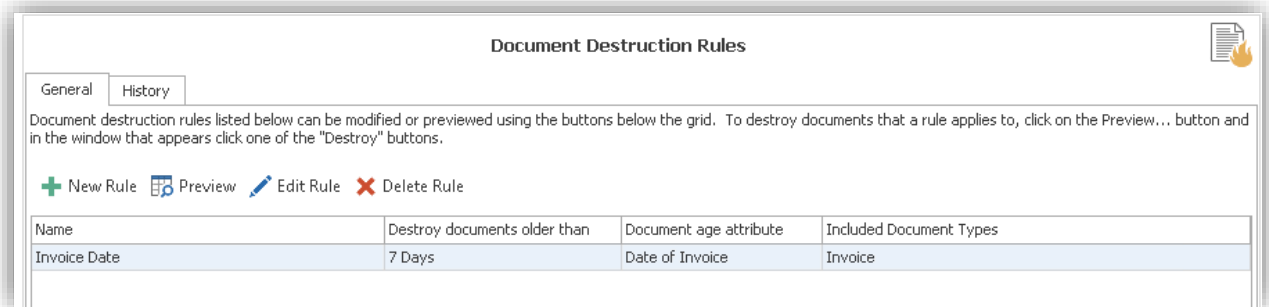 Document Destruction Rules
General History
Document destruction rules listed below can be modified or previewed using the buttons below the grid. To destroy documents that a rule applies to, click on the Preview... button and
in the window that appears click one of the "Destroy" buttons.
New Rule Preview Edit Rule Delete Rule
Name Destroy documents older than Document age attribute Included Document Types
Invoice Date 7 Days Date of Invoice Invoice